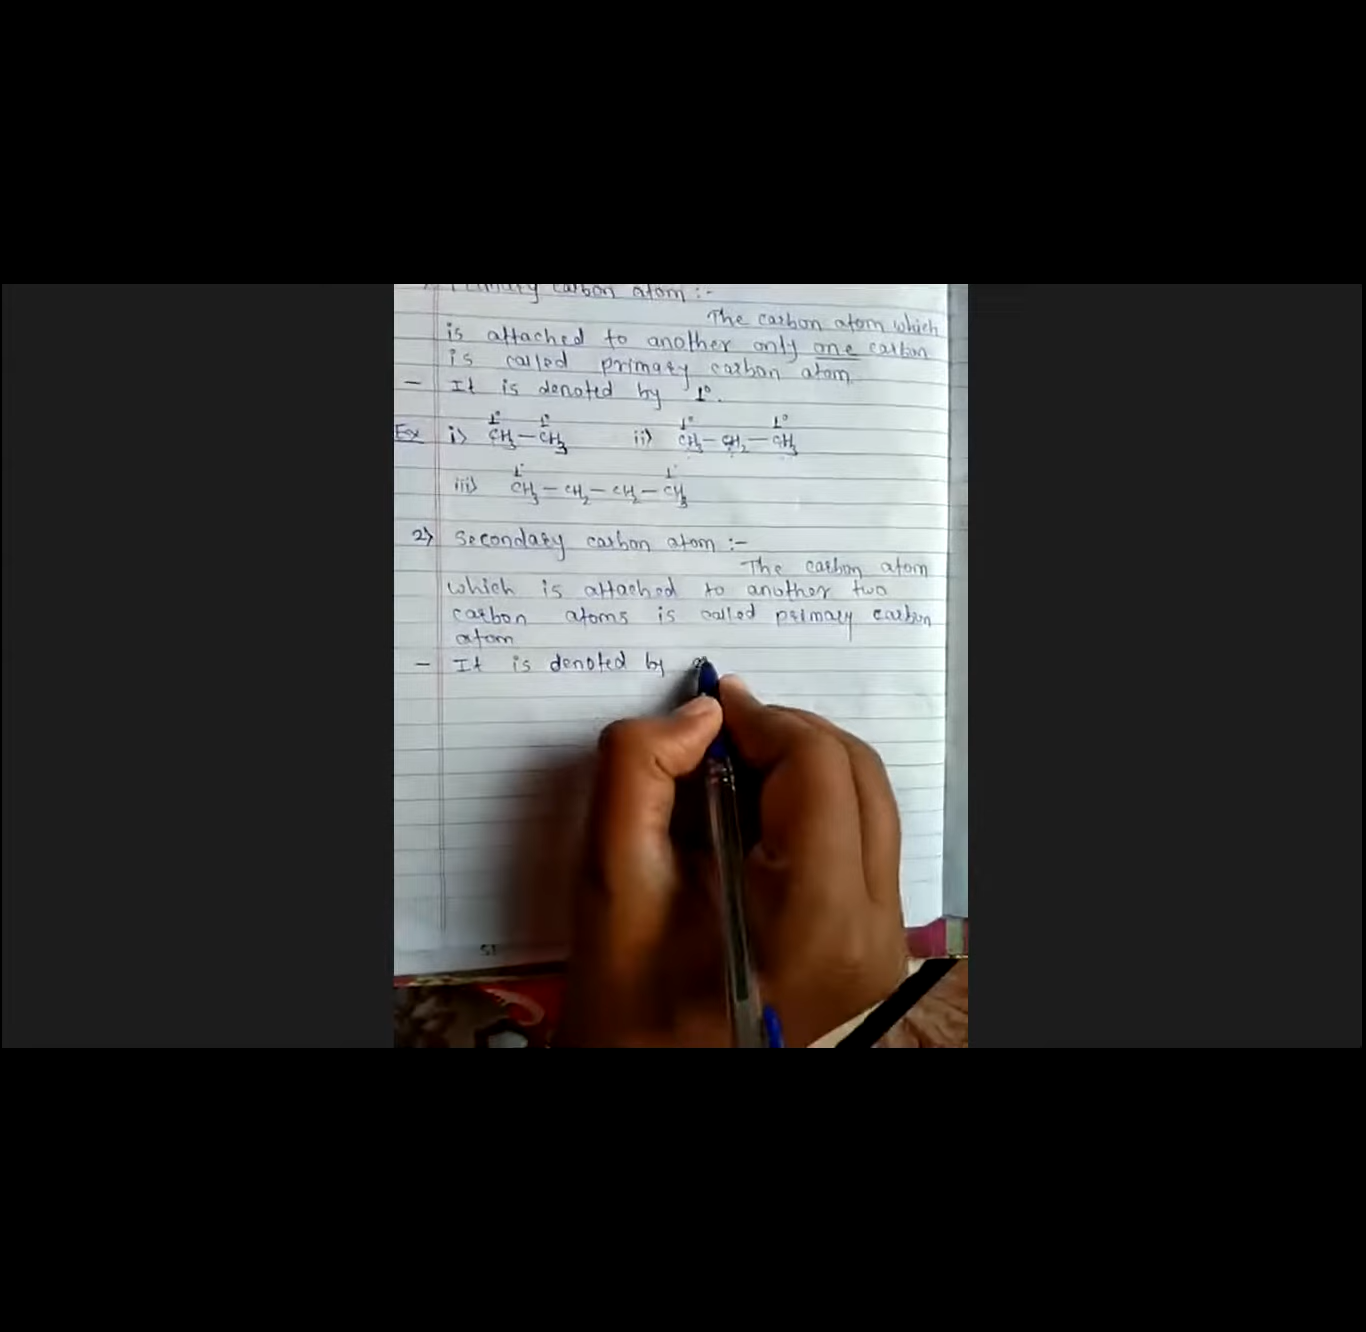 Primary carbon atom :-
The carbon atom which
is attached to another only one carbon
is called primary carbon atom
- It is denoted by 1°.
1° 1° 1° 1°
Ex i) CH3-CH3 ii) CH3-CH2-CH3
1° 1°
iii) CH3-CH2-CH2-CH3
2) Secondary carbon atom :-
The carbon atom
which is attached to another two
carbon atoms is called primary carbon
atom
- It is denoted by